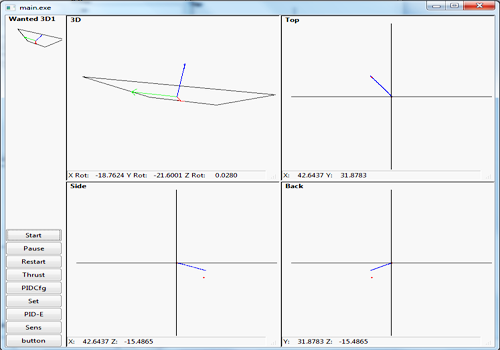 main.exe
Wanted 3D1
3D
Top
X Rot: -18.7624 Y Rot: -21.6001 Z Rot: 0.0280
X: 42.6437 Y: 31.8783
Side
Back
Start
Pause
Restart
Thrust
PIDCfg
Set
PID-E
Sens
button
X: 42.6437 Z: -15.4865
Y: 31.8783 Z: -15.4865